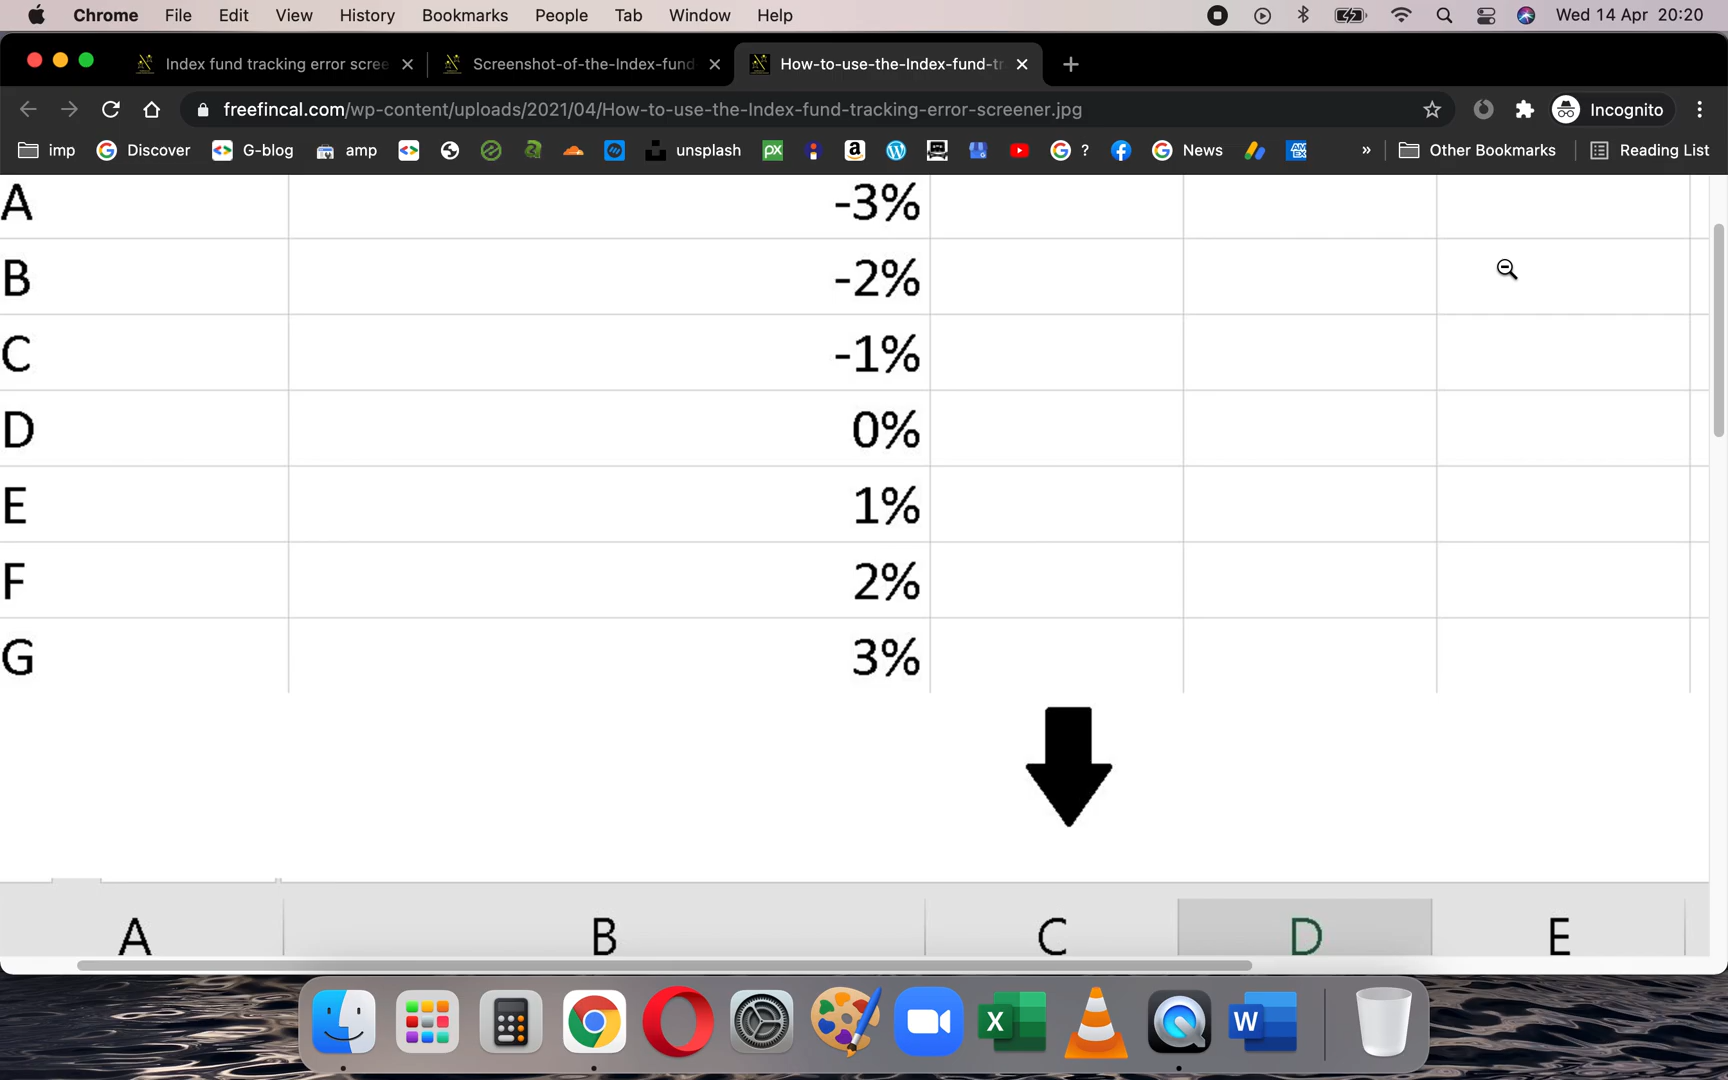 Chrome File Edit View History Bookmarks People Tab Window Help Wed 14 Apr 20:20
Index fund tracking error scree Screenshot-of-the-Index-fund How-to-use-the-Index-fund-tr
freefincal.com/wp-content/uploads/2021/04/How-to-use-the-Index-fund-tracking-error-screener.jpg Incognito
imp Discover G-blog amp unsplash ? News » Other Bookmarks Reading List
A -3%
B -2%
C -1%
D 0%
E 1%
F 2%
G 3%
A B C D E